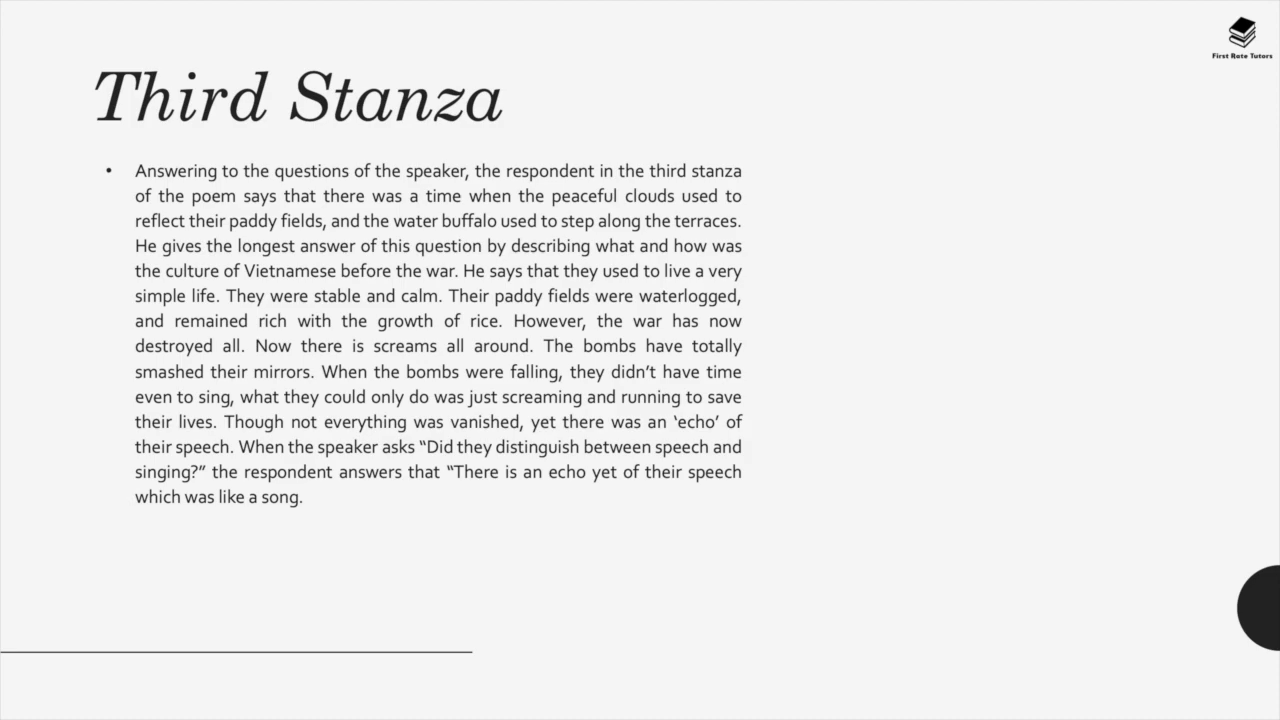 First Rate Tutors
Third Stanza
• Answering to the questions of the speaker, the respondent in the third stanza
of the poem says that there was a time when the peaceful clouds used to
reflect their paddy fields, and the water buffalo used to step along the terraces.
He gives the longest answer of this question by describing what and how was
the culture of Vietnamese before the war. He says that they used to live a very
simple life. They were stable and calm. Their paddy fields were waterlogged,
and remained rich with the growth of rice. However, the war has now
destroyed all. Now there is screams all around. The bombs have totally
smashed their mirrors. When the bombs were falling, they didn’t have time
even to sing, what they could only do was just screaming and running to save
their lives. Though not everything was vanished, yet there was an ‘echo’ of
their speech. When the speaker asks “Did they distinguish between speech and
singing?” the respondent answers that “There is an echo yet of their speech
which was like a song.